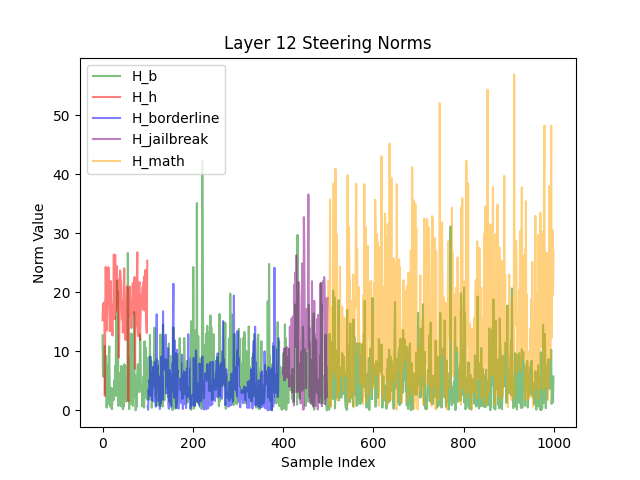 Layer 12 Steering Norms
H_b
H_h
H_borderline
H_jailbreak
H_math
Norm Value
50
40
30
20
10
0
0
200
400
600
800
1000
Sample Index